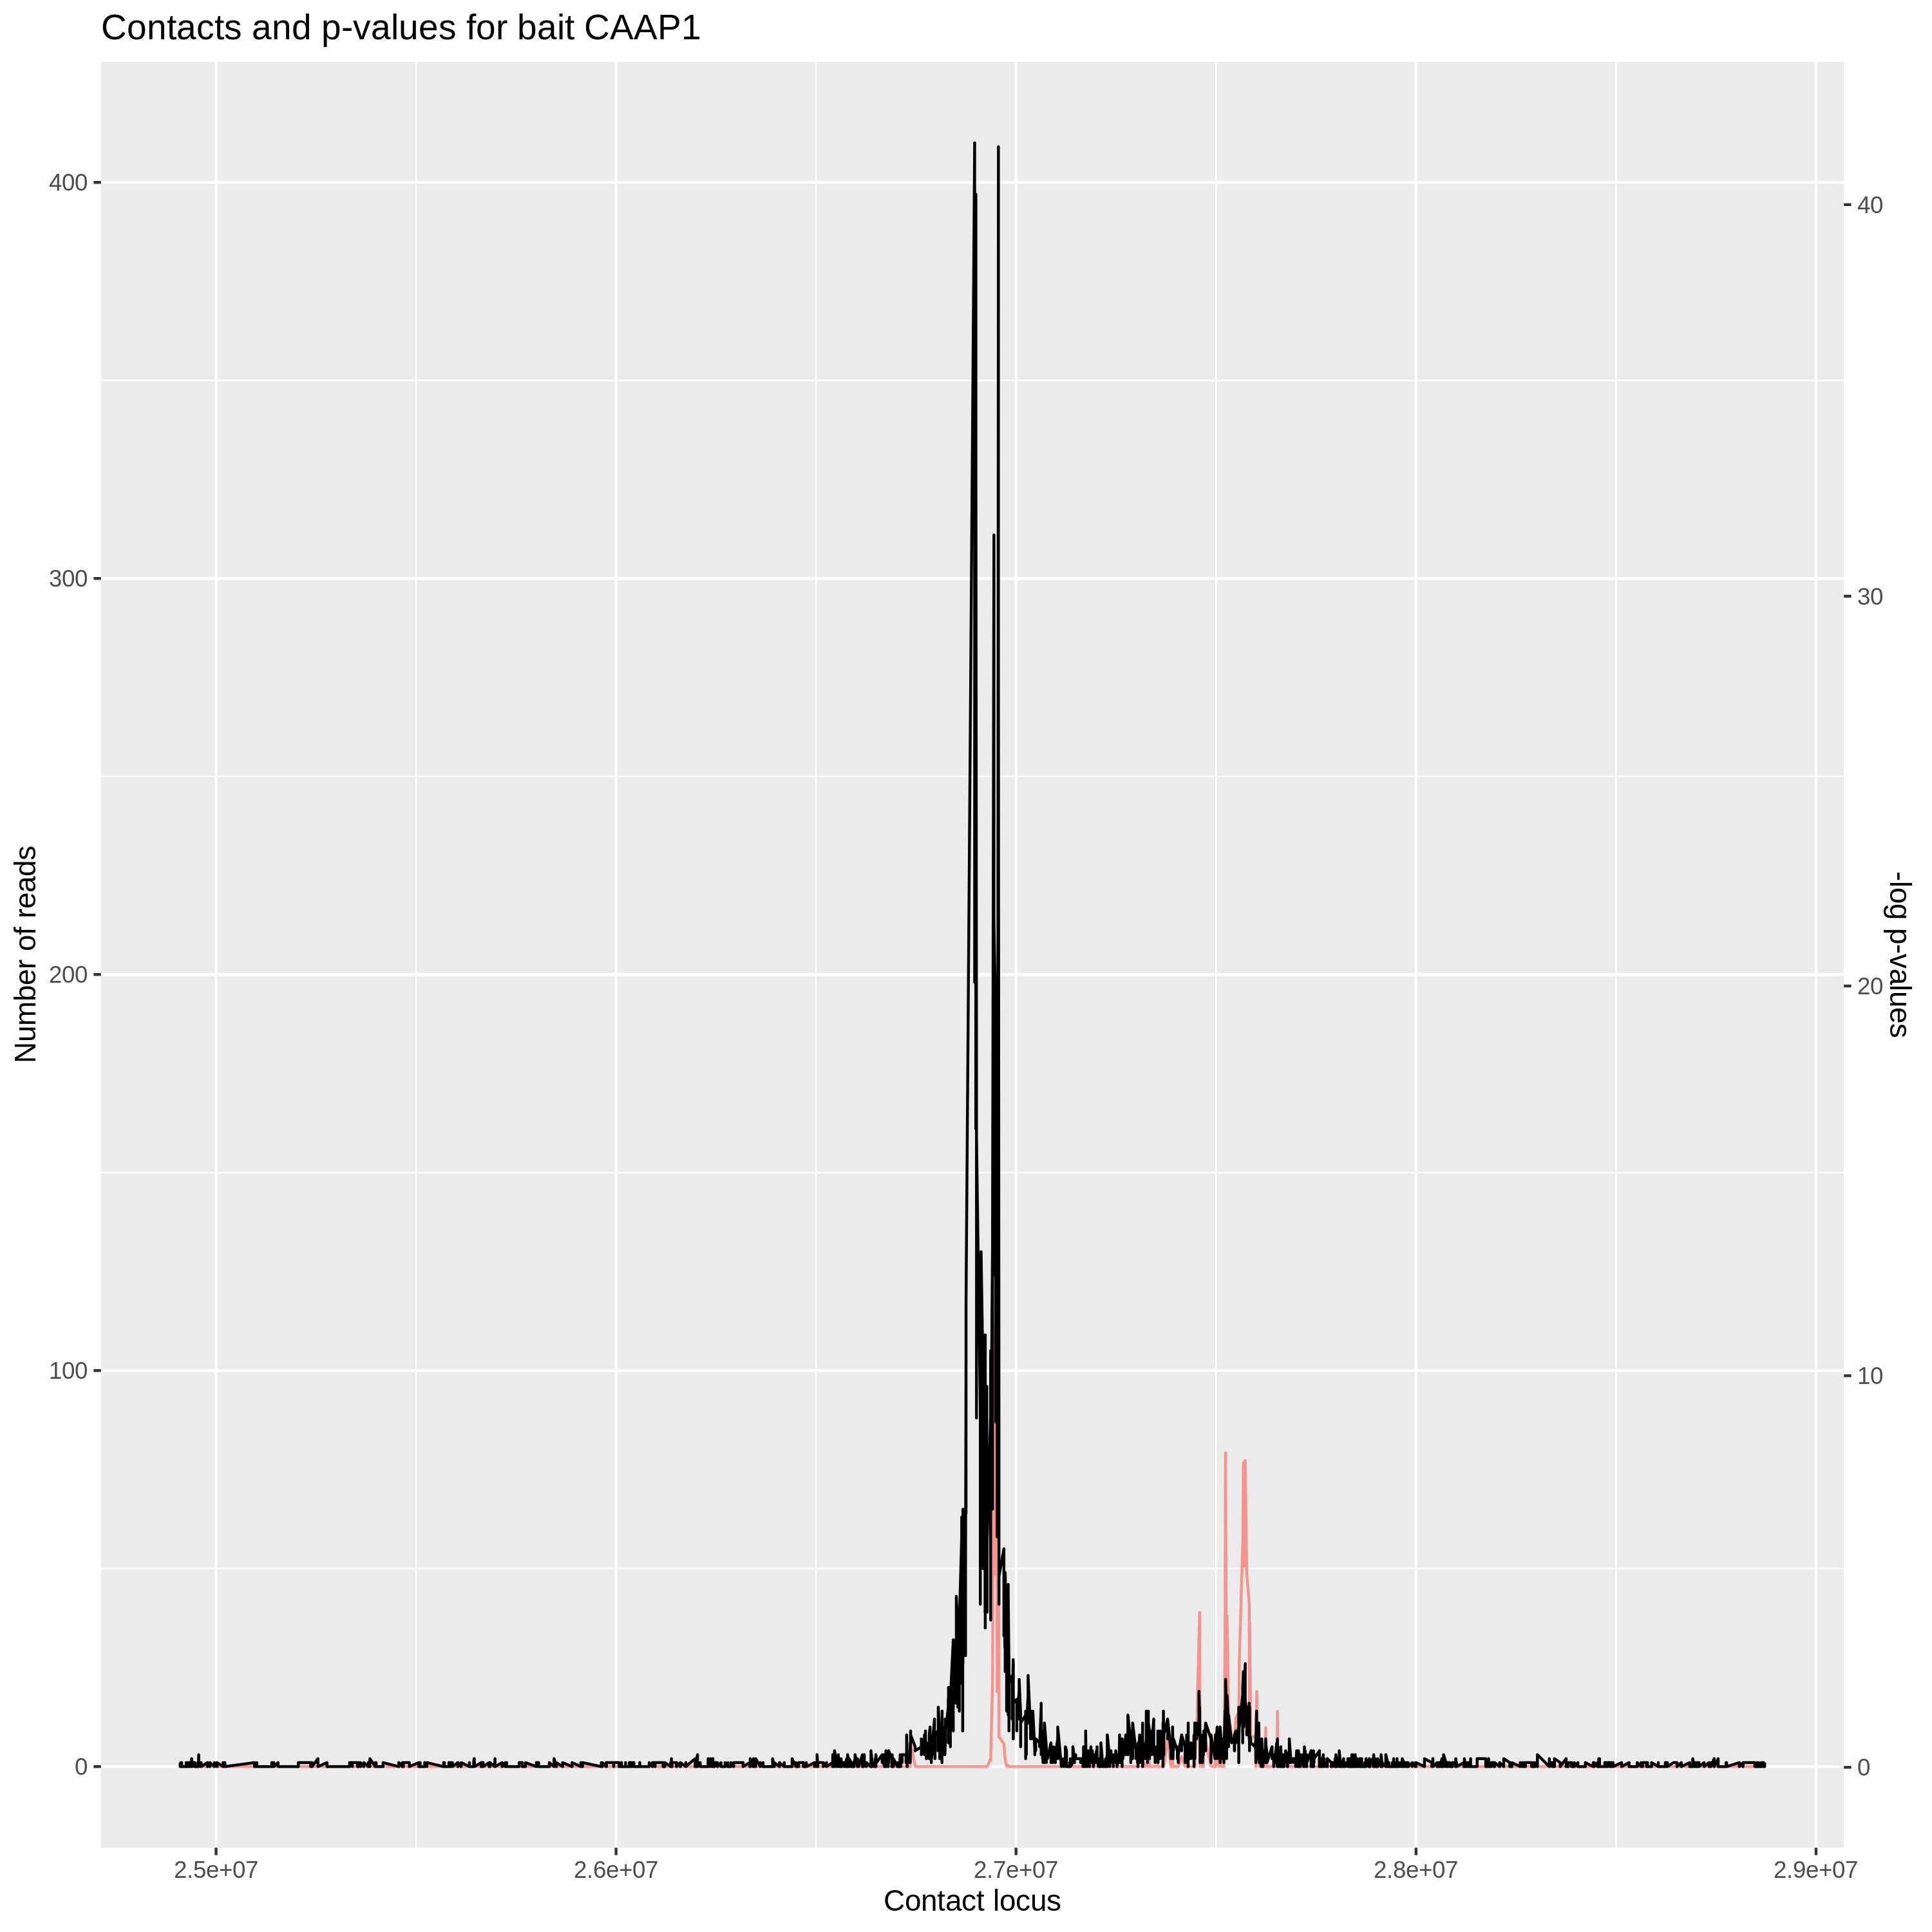 Contacts and p-values for bait CAAP1
400
300
200
100
0
Number of reads
40
30
20
10
0
-log p-values
2.5e+07 2.6e+07 2.7e+07 2.8e+07 2.9e+07
Contact locus